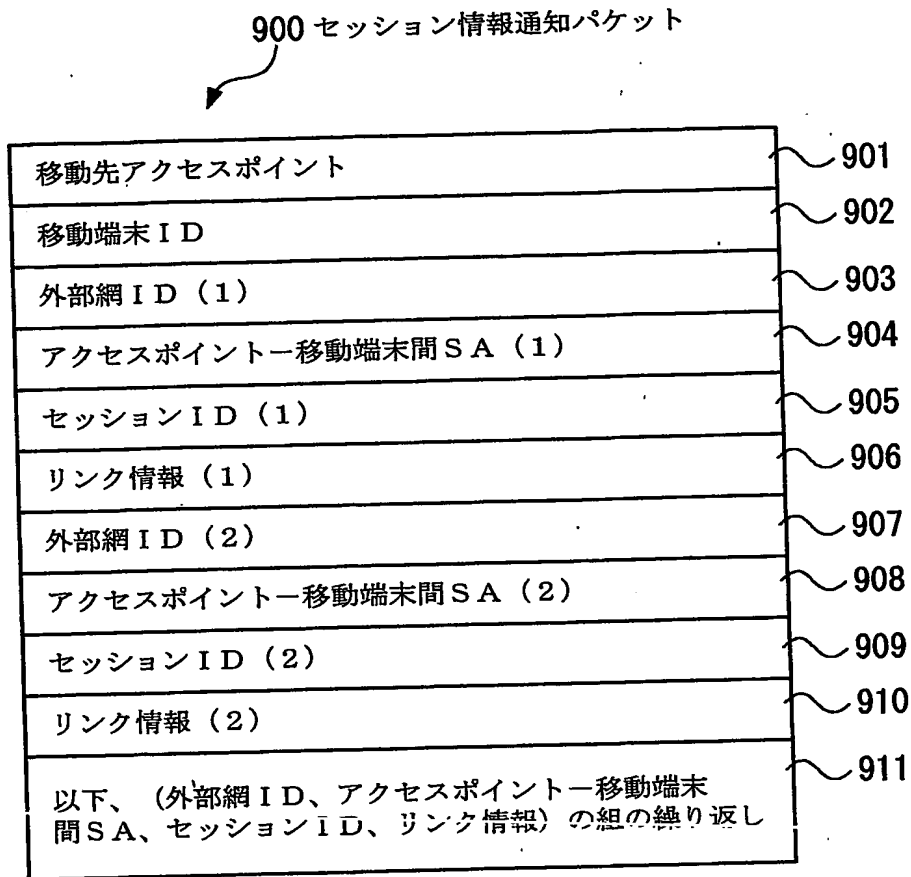 900 セッション情報通知パケット
移動先アクセスポイント 901
移動端末ID 902
外部網ID(1) 903
アクセスポイントー移動端末間SA(1) 904
セッションID(1) 905
リンク情報(1) 906
外部網ID(2) 907
アクセスポイントー移動端末間SA(2) 908
セッションID(2) 909
リンク情報(2) 910
以下、(外部網ID、アクセスポイントー移動端末 911
間SA、セッションID、リンク情報)の組の繰り返し